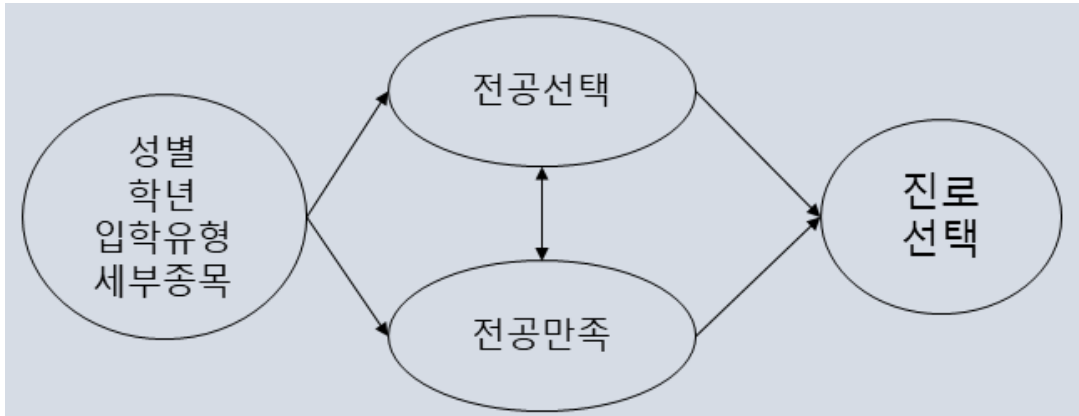 성별
학년
입학유형
세부종목
전공선택
전공만족
진로
선택